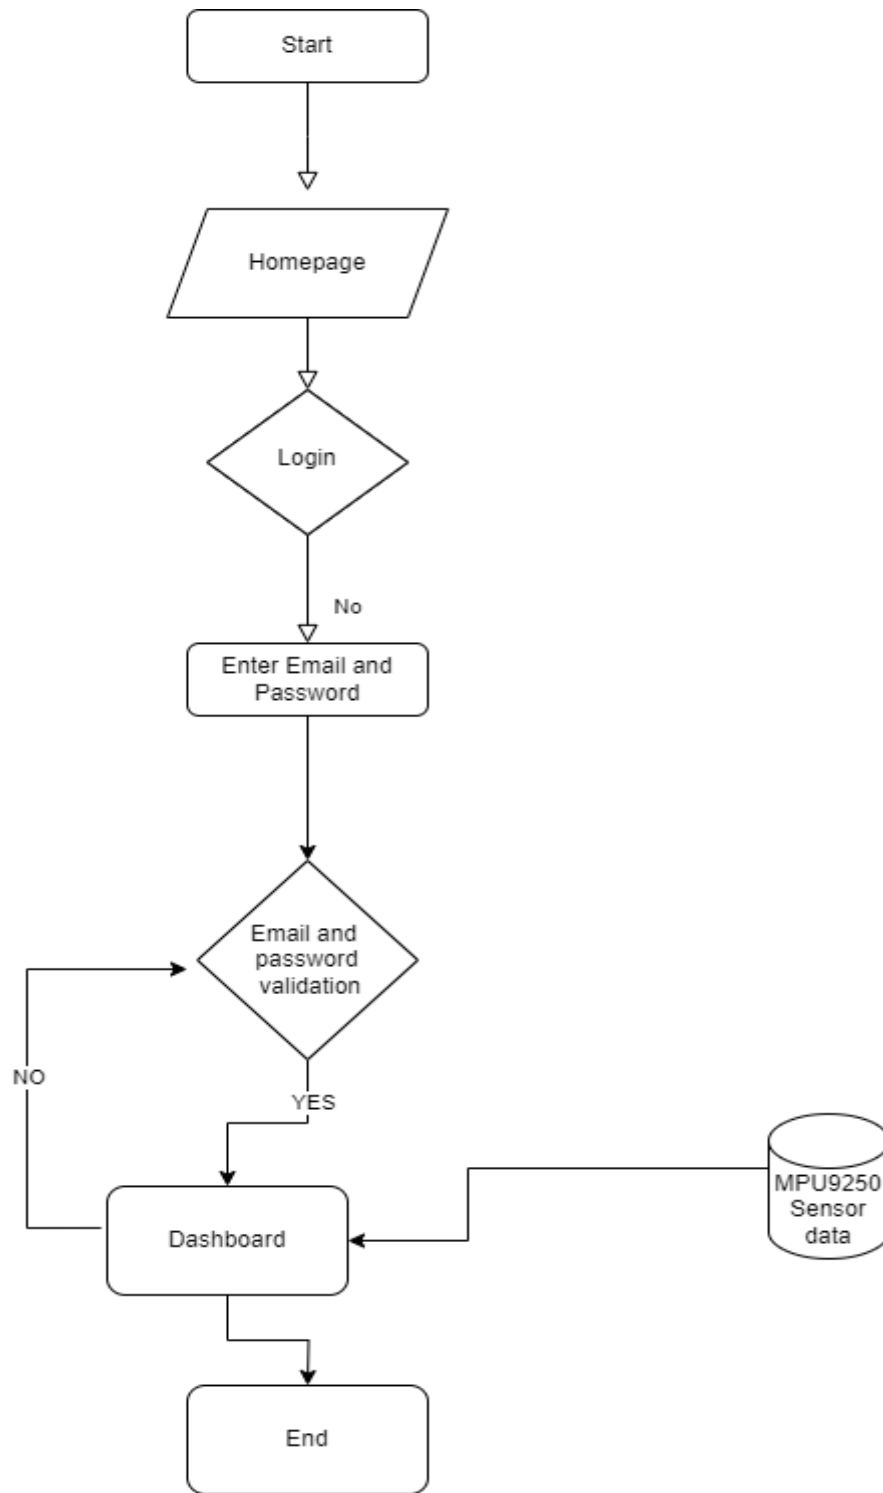 Start
Homepage
Login
No
Enter Email and
Password
Email and
password
validation
NO
YES
MPU9250
Sensor
data
Dashboard
End